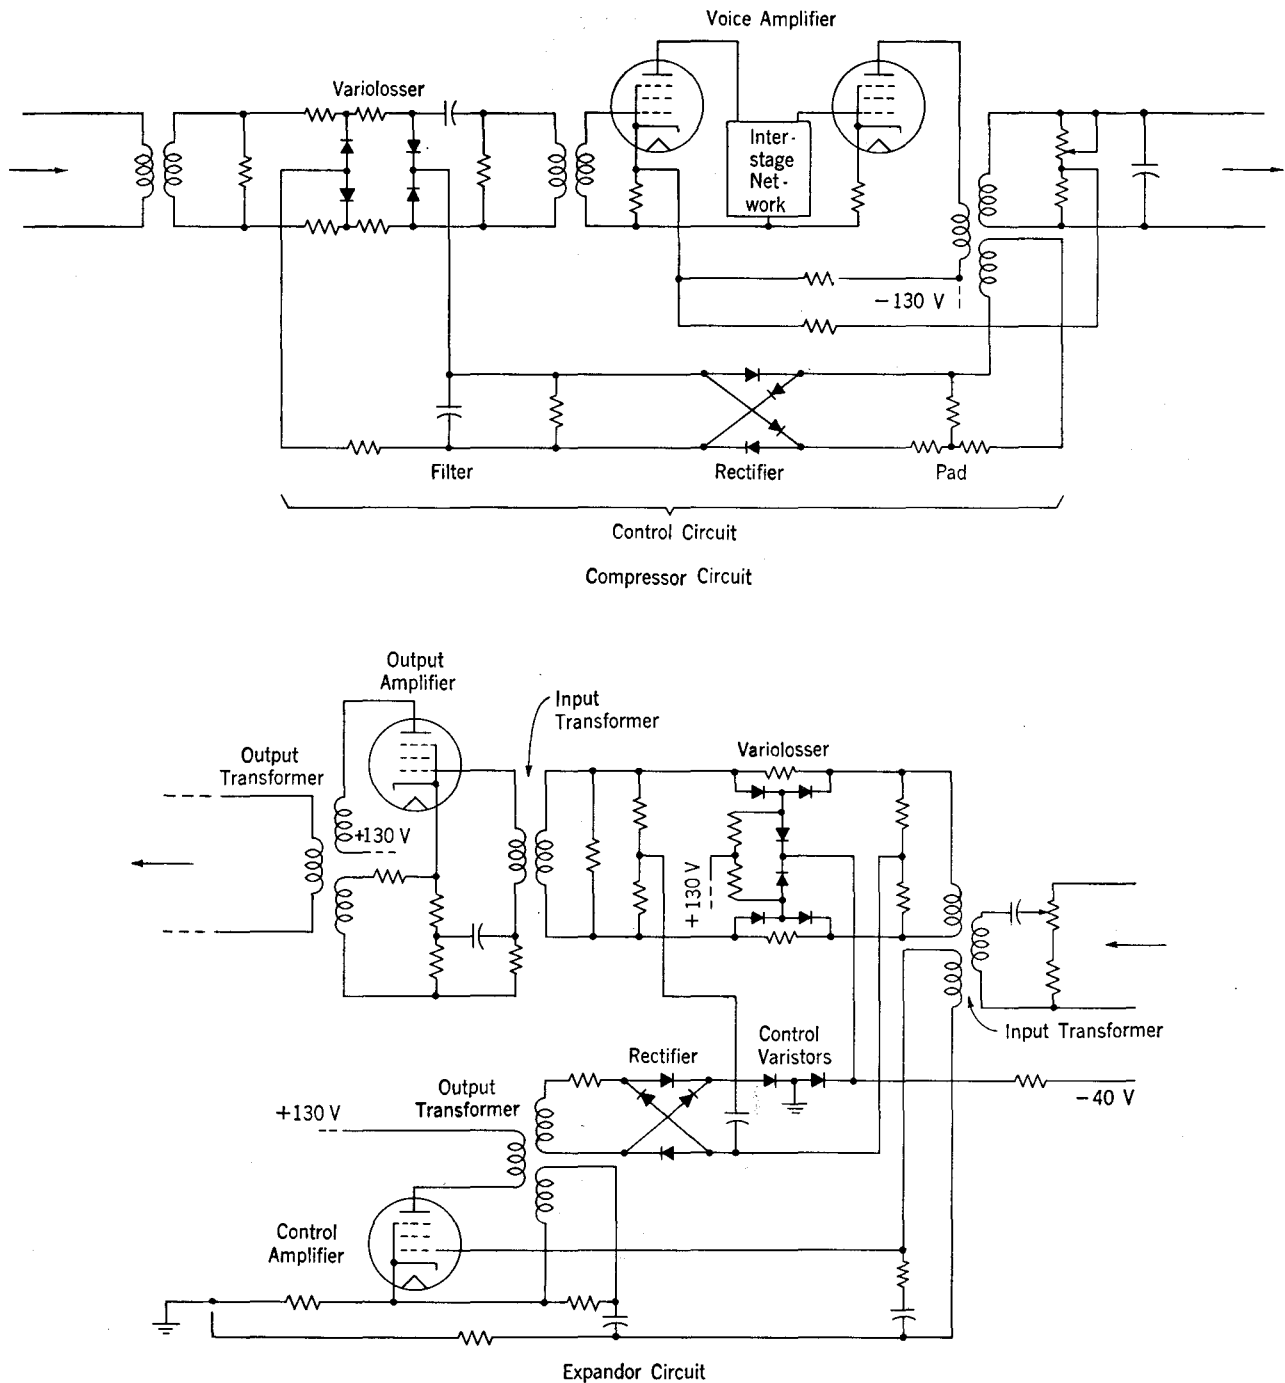 Voice Amplifier
Variolosser
Inter-
stage
Net-
work
−130 V
Filter
Rectifier
Pad
Control Circuit
Compressor Circuit
Output
Amplifier
Input
Transformer
Output
Transformer
Variolosser
+130 V
+130 V
Input Transformer
Control
Varistors
Rectifier
Output
Transformer
−40 V
+130 V
Control
Amplifier
Expandor Circuit